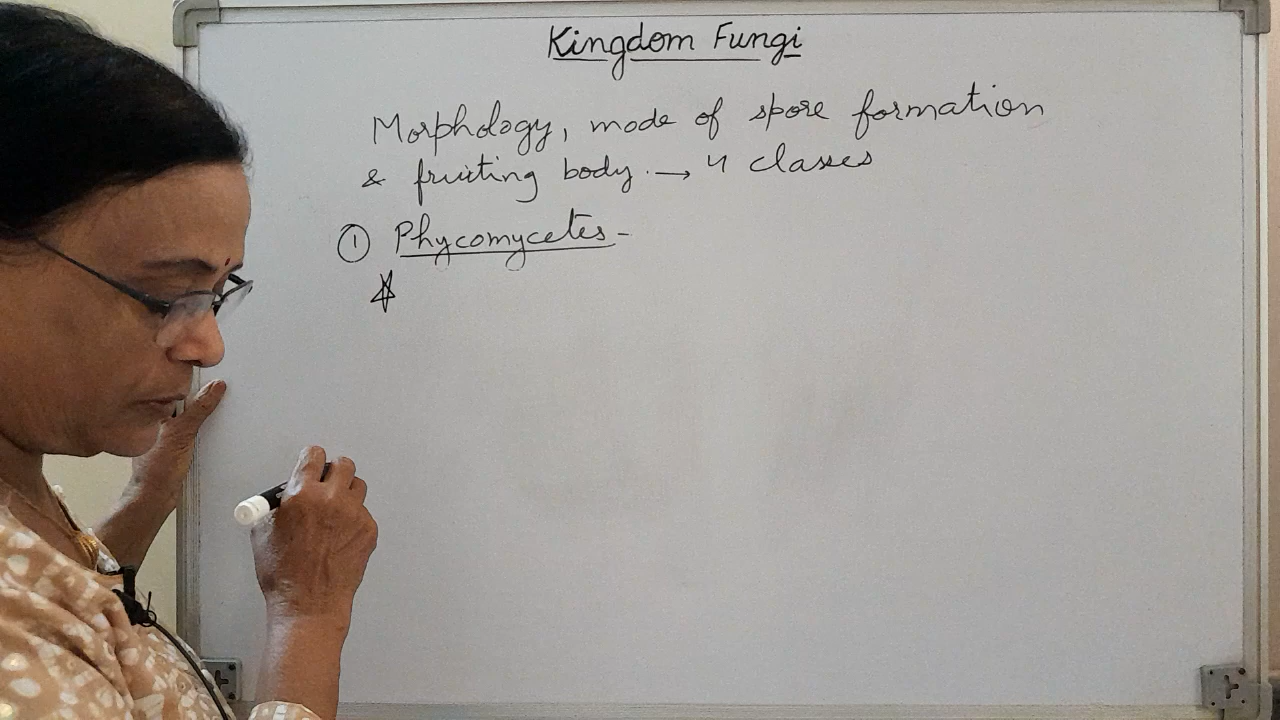 Kingdom Fungi
Morphology, mode of spore formation
& fruiting body. → 4 classes
① Phycomycetes -